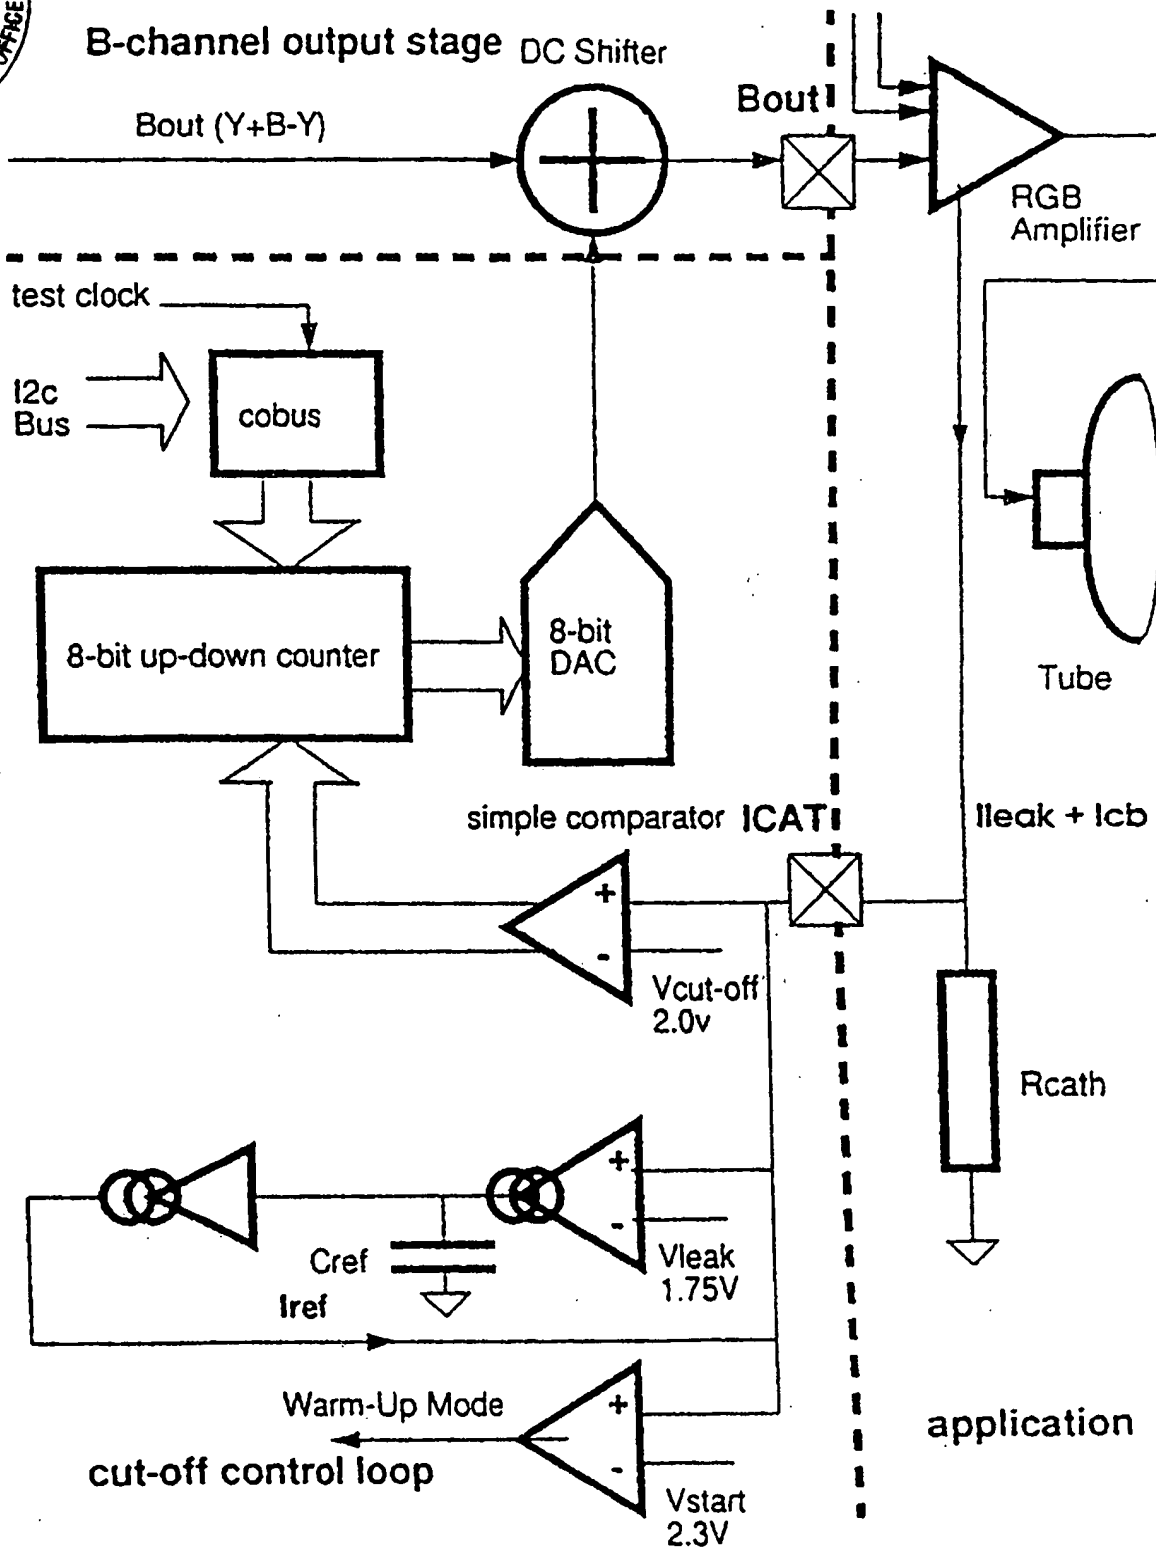 OFFICE
B-channel output stage
DC Shifter
Bout
Bout (Y+B-Y)
RGB
Amplifier
test clock
I2c
Bus
cobus
8-bit up-down counter
8-bit
DAC
Tube
simple comparator
ICAT
Ileak + Icb
+
-
Vcut-off
2.0v
Rcath
+
-
Cref
Vleak
1.75V
Iref
Warm-Up Mode
+
-
cut-off control loop
application
Vstart
2.3V